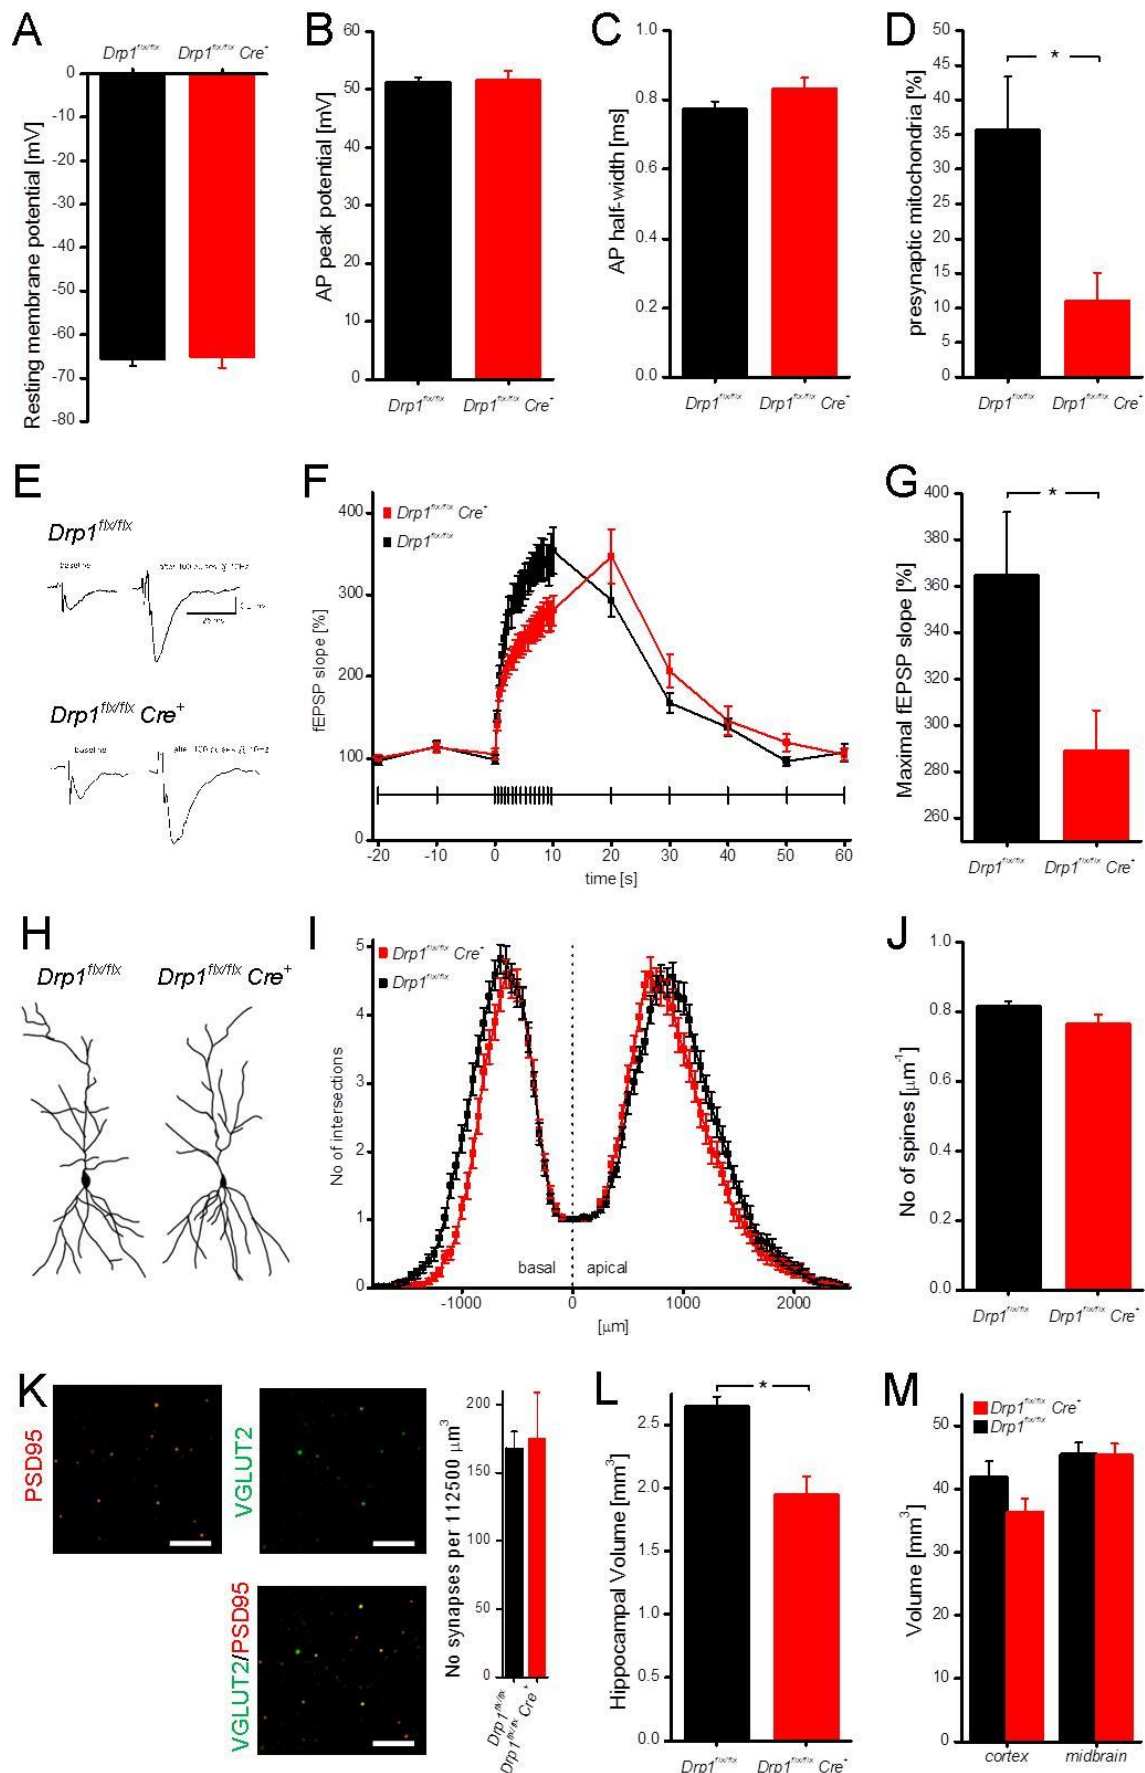 A
Drp1flx/flx Drp1flx/flx Cre+
0
-10
-20
-30
-40
-50
-60
-70
-80
Resting membrane potential [mV]
B
60
50
40
30
20
10
0
AP peak potential [mV]
Drp1flx/flx Drp1flx/flx Cre+
C
1.0
0.8
0.6
0.4
0.2
0.0
AP half-width [ms]
Drp1flx/flx Drp1flx/flx Cre+
D
50
45
40
35
30
25
20
15
10
5
0
presynaptic mitochondria [%]
*
Drp1flx/flx Drp1flx/flx Cre+
E
Drp1flx/flx
baseline
after 100 pulses @ 10Hz
25 ms
Drp1flx/flx Cre+
baseline
F
Drp1flx/flx Cre+
Drp1flx/flx
400
300
200
100
0
fEPSP slope [%]
-20 -10 0 10 20 30 40 50 60
time [s]
G
400
380
360
340
320
300
280
260
Maximal fEPSP slope [%]
*
Drp1flx/flx Drp1flx/flx Cre+
H
Drp1flx/flx Drp1flx/flx Cre+
I
Drp1flx/flx Cre+
Drp1flx/flx
5
4
3
2
1
0
No of intersections
basal apical
-1000 0 1000 2000
[µm]
J
1.0
0.8
0.6
0.4
0.2
0.0
No of spines [µm-1]
Drp1flx/flx Drp1flx/flx Cre+
K
PSD95
VGLUT2
VGLUT2/PSD95
200
150
100
50
0
No synapses per 112500 µm3
Drp1flx/flx
Drp1flx/flx Cre+
L
2.5
2.0
1.5
1.0
0.5
0.0
Hippocampal Volume [mm3]
*
Drp1flx/flx Drp1flx/flx Cre+
M
Drp1flx/flx Cre+
Drp1flx/flx
50
40
30
20
10
0
Volume [mm3]
cortex midbrain